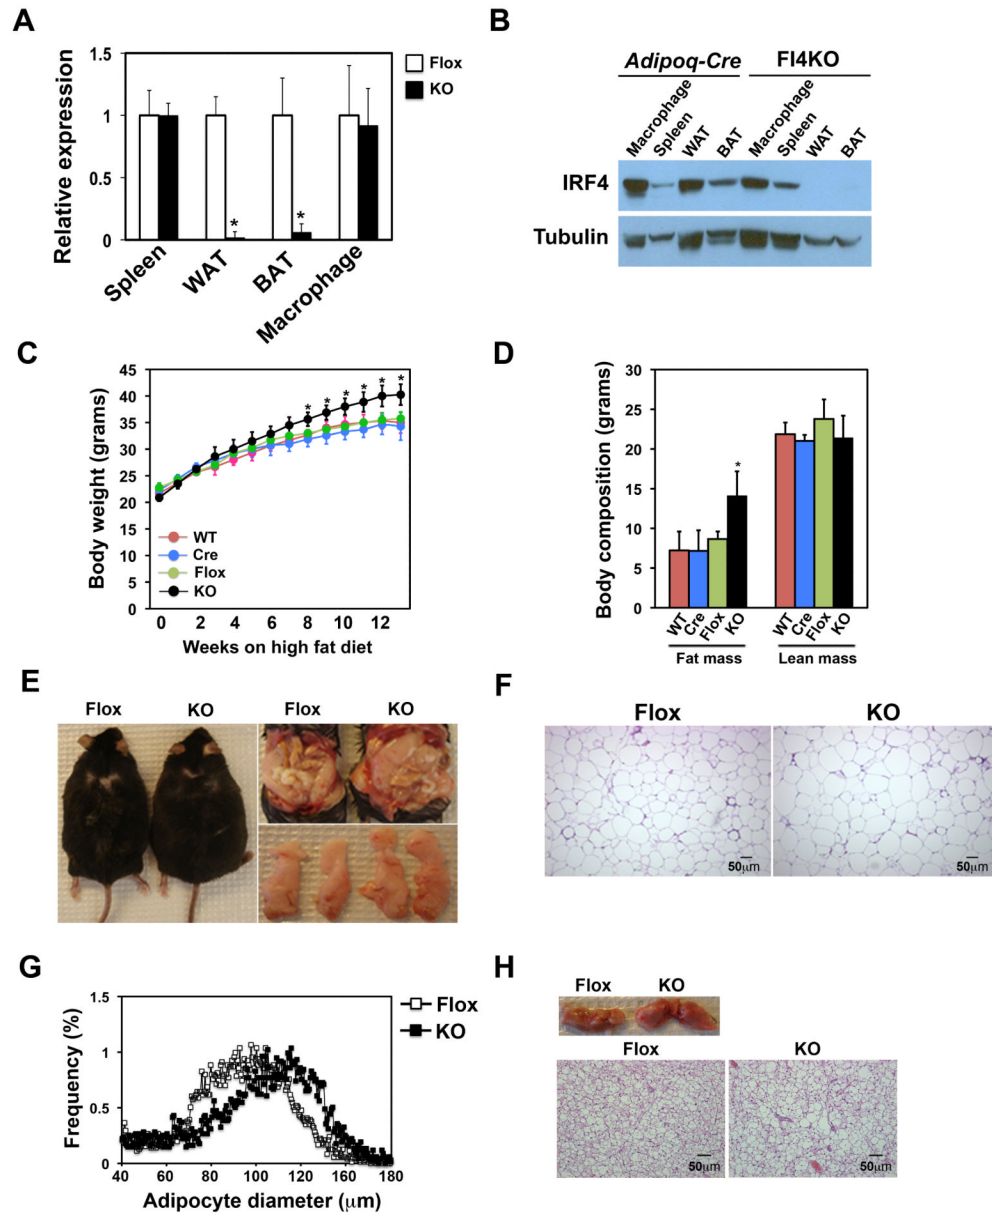 A
1.5
1
0.5
0
Relative expression
Flox
KO
*
*
Spleen
WAT
BAT
Macrophage
B
Adipoq-Cre
FI4KO
Macrophage
Spleen
WAT
BAT
Macrophage
Spleen
WAT
BAT
IRF4
Tubulin
C
45
40
35
30
25
20
15
10
5
0
Body weight (grams)
* * * * * *
WT
Cre
Flox
KO
0 2 4 6 8 10 12
Weeks on high fat diet
D
30
25
20
15
10
5
0
Body composition (grams)
*
WT Cre Flox KO
WT Cre Flox KO
Fat mass
Lean mass
E
Flox KO
Flox KO
F
Flox
KO
50μm
50μm
G
1.5
1
0.5
0
Frequency (%)
Flox
KO
40 60 80 100 120 140 160 180
Adipocyte diameter (μm)
H
Flox KO
Flox
KO
50μm
50μm